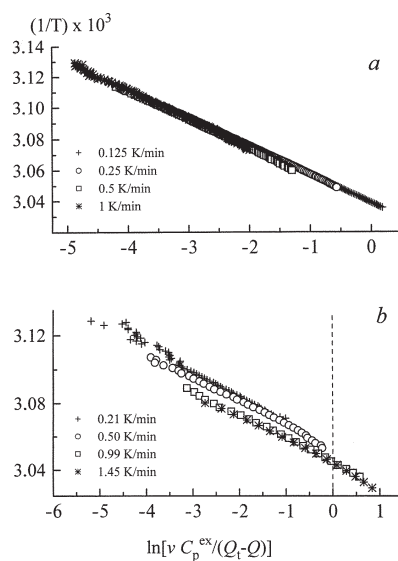 (1/T) x 10³
a
3.14
3.12
3.10
3.08
3.06
3.04
+ 0.125 K/min
○ 0.25 K/min
□ 0.5 K/min
✳ 1 K/min
-5 -4 -3 -2 -1 0
b
3.12
3.08
3.04
+ 0.21 K/min
○ 0.50 K/min
□ 0.99 K/min
✳ 1.45 K/min
-6 -5 -4 -3 -2 -1 0 1
ln[ν Cₚᵉˣ/(Qₜ-Q)]